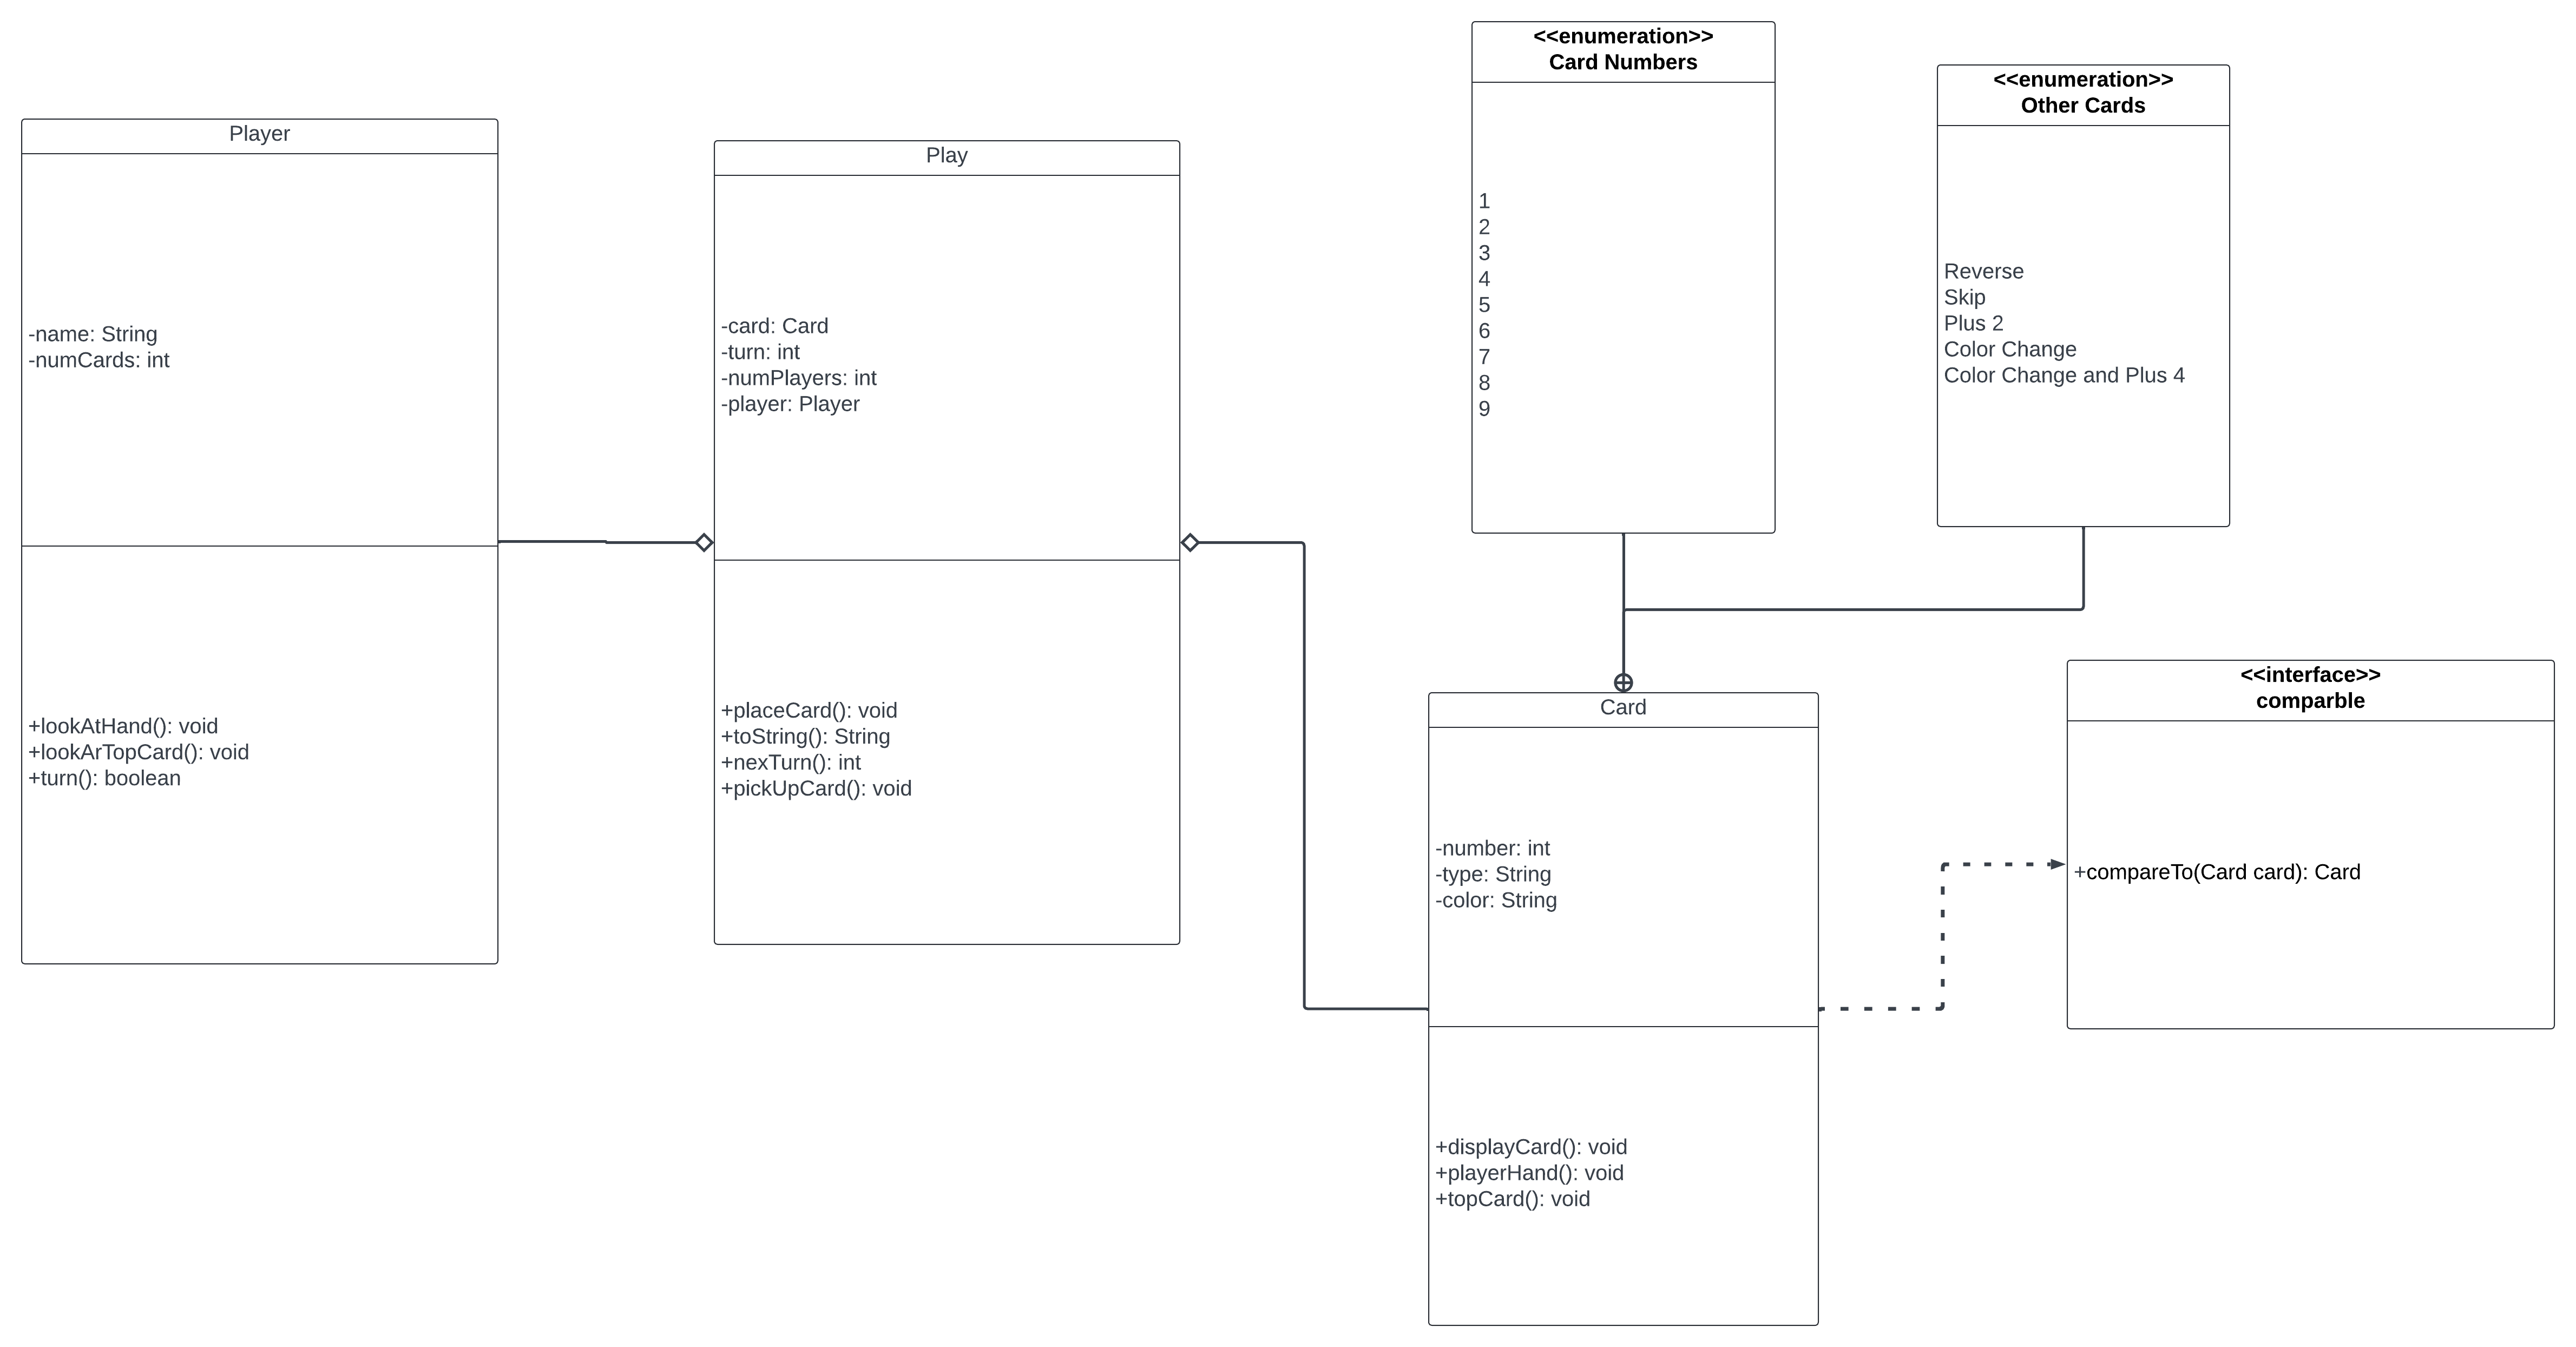 Player
-name: String
-numCards: int
+lookAtHand(): void
+lookArTopCard(): void
+turn(): boolean
Play
-card: Card
-turn: int
-numPlayers: int
-player: Player
+placeCard(): void
+toString(): String
+nexTurn(): int
+pickUpCard(): void
<<enumeration>>
Card Numbers
1
2
3
4
5
6
7
8
9
<<enumeration>>
Other Cards
Reverse
Skip
Plus 2
Color Change
Color Change and Plus 4
Card
-number: int
-type: String
-color: String
+displayCard(): void
+playerHand(): void
+topCard(): void
<<interface>>
comparble
+compareTo(Card card): Card